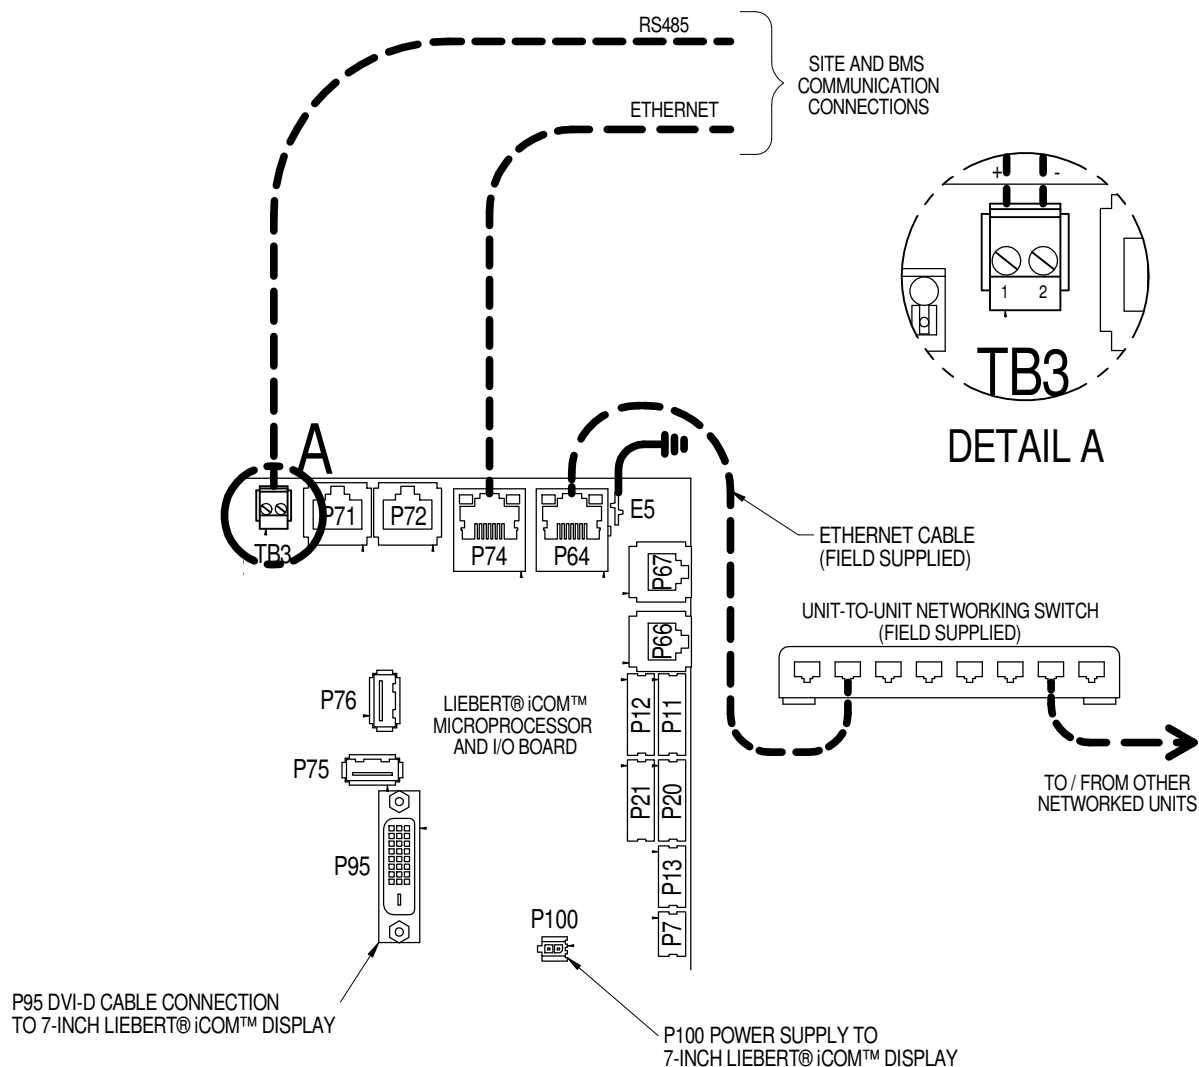 RS485
SITE AND BMS
COMMUNICATION
CONNECTIONS
ETHERNET
+ -
1 2
TB3
DETAIL A
A
P71
P72
P74
P64
E5
TB3
ETHERNET CABLE
(FIELD SUPPLIED)
P67
UNIT-TO-UNIT NETWORKING SWITCH
(FIELD SUPPLIED)
P66
P76
LIEBERT® iCOM™
MICROPROCESSOR
AND I/O BOARD
P12
P11
P75
P21
P20
TO / FROM OTHER
NETWORKED UNITS
P95
P13
P100
P7
P95 DVI-D CABLE CONNECTION
TO 7-INCH LIEBERT® iCOM™ DISPLAY
P100 POWER SUPPLY TO
7-INCH LIEBERT® iCOM™ DISPLAY